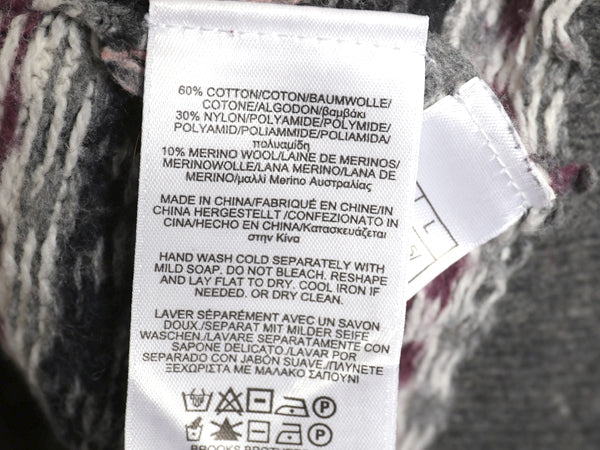 60% COTTON/COTON/BAUMWOLLE/
COTONE/ALGODON/βαμβάκι
30% NYLON/POLYAMIDE/POLYMIDE/
POLYAMID/POLIAMMIDE/POLIAMIDA/
πολυαμίδη
10% MERINO WOOL/LAINE DE MERINOS/
MERINOWOLLE/LANA MERINO/LANA DE
MERINO/μαλλί Merino Αυστραλίας
MADE IN CHINA/FABRIQUÉ EN CHINE/IN
CHINA HERGESTELLT /CONFEZIONATO IN
CINA/HECHO EN CHINA/Κατασκευάζεται
στην Κίνα
HAND WASH COLD SEPARATELY WITH
MILD SOAP. DO NOT BLEACH. RESHAPE
AND LAY FLAT TO DRY. COOL IRON IF
NEEDED. OR DRY CLEAN.
LAVER SÉPARÉMENT AVEC UN SAVON
DOUX./SEPARAT MIT MILDER SEIFE
WASCHEN./LAVARE SEPARATAMENTE CON
SAPONE DELICATO./LAVAR POR
SEPARADO CON JABÓN SUAVE./ΠΛΥΝΕΤΕ
ΞΕΧΩΡΙΣΤΑ ΜΕ ΜΑΛΑΚΟ ΣΑΠΟΥΝΙ
P
P
BROOKS BROTHERS
L